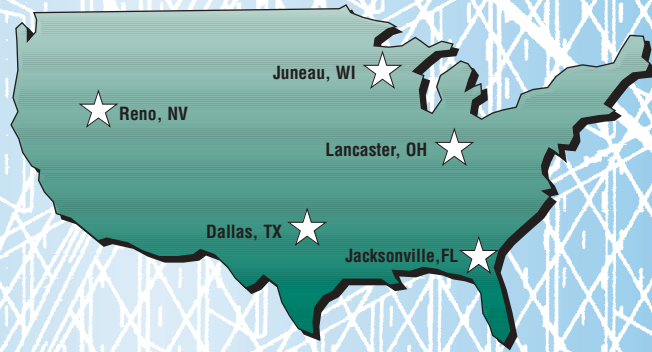 Juneau, WI
Reno, NV
Lancaster, OH
Dallas, TX
Jacksonville,FL